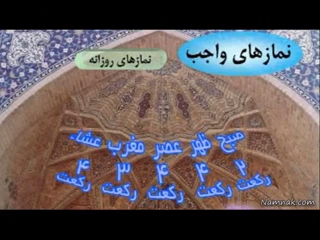 نمازهای واجب
نمازهای روزانه
صبح ظهر عصر مغرب عشاء
۲ ۴ ۴ ۳ ۴
رکعت رکعت رکعت رکعت رکعت
Namnak.com